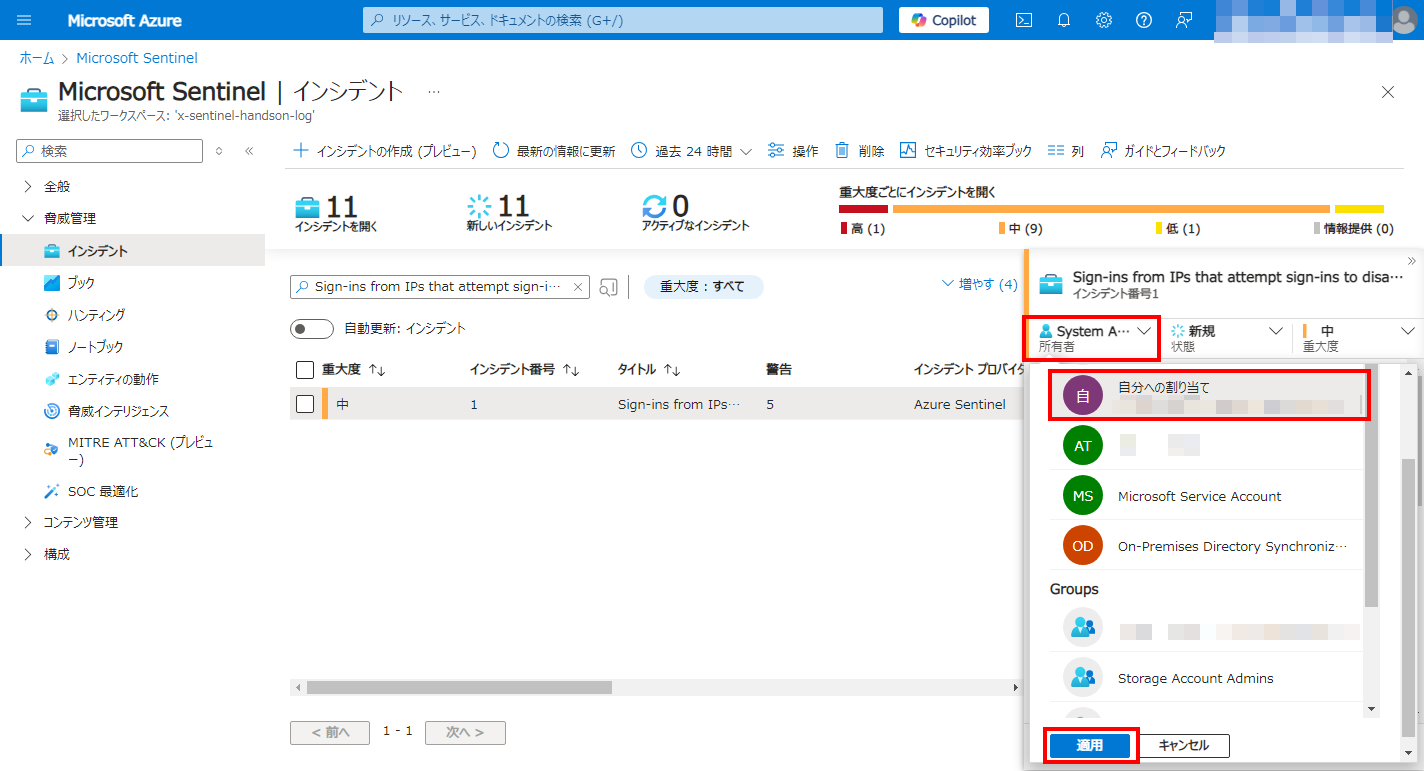 Microsoft Azure
リソース、サービス、ドキュメントの検索 (G+/)
Copilot
ホーム > Microsoft Sentinel
Microsoft Sentinel | インシデント ···
選択したワークスペース: 'x-sentinel-handson-log'
検索
インシデントの作成 (プレビュー)
最新の情報に更新
過去 24 時間
操作
削除
セキュリティ効率ブック
列
ガイドとフィードバック
全般
脅威管理
インシデント
ブック
ハンティング
ノートブック
エンティティの動作
脅威インテリジェンス
MITRE ATT&CK (プレビュ
ー)
SOC 最適化
コンテンツ管理
構成
11
インシデントを開く
11
新しいインシデント
0
アクティブなインシデント
重大度ごとにインシデントを開く
高 (1)
中 (9)
低 (1)
情報提供 (0)
Sign-ins from IPs that attempt sign-i···
重大度 : すべて
増やす (4)
自動更新: インシデント
重大度 ↑↓
インシデント番号 ↑↓
タイトル ↑↓
警告
インシデント プロバイダ
中
1
Sign-ins from IPs···
5
Azure Sentinel
< 前へ
1 - 1
次へ >
Sign-ins from IPs that attempt sign-ins to disa···
インシデント番号1
System A···
所有者
新規
状態
中
重大度
自
自分への割り当て
AT
MS
Microsoft Service Account
OD
On-Premises Directory Synchroniz···
Groups
Storage Account Admins
適用
キャンセル